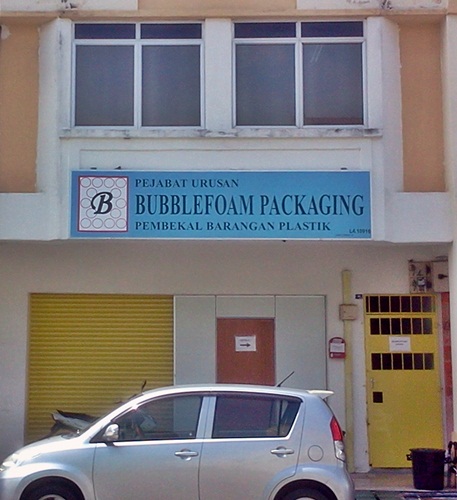 PEJABAT URUSAN
B
BUBBLEFOAM PACKAGING
PEMBEKAL BARANGAN PLASTIK